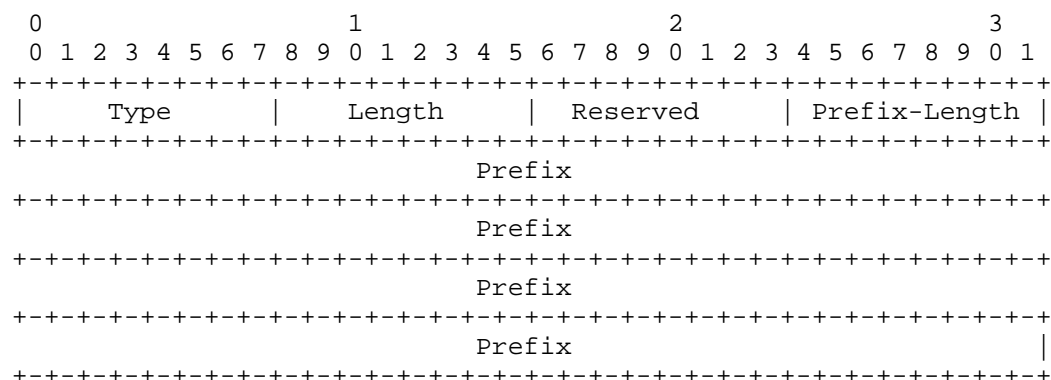 0                   1                   2                   3
 0 1 2 3 4 5 6 7 8 9 0 1 2 3 4 5 6 7 8 9 0 1 2 3 4 5 6 7 8 9 0 1
+-+-+-+-+-+-+-+-+-+-+-+-+-+-+-+-+-+-+-+-+-+-+-+-+-+-+-+-+-+-+-+-+
|     Type      |    Length     |  Reserved     | Prefix-Length |
+-+-+-+-+-+-+-+-+-+-+-+-+-+-+-+-+-+-+-+-+-+-+-+-+-+-+-+-+-+-+-+-+
                            Prefix
+-+-+-+-+-+-+-+-+-+-+-+-+-+-+-+-+-+-+-+-+-+-+-+-+-+-+-+-+-+-+-+-+
                            Prefix
+-+-+-+-+-+-+-+-+-+-+-+-+-+-+-+-+-+-+-+-+-+-+-+-+-+-+-+-+-+-+-+-+
                            Prefix
+-+-+-+-+-+-+-+-+-+-+-+-+-+-+-+-+-+-+-+-+-+-+-+-+-+-+-+-+-+-+-+-+
                            Prefix                              |
+-+-+-+-+-+-+-+-+-+-+-+-+-+-+-+-+-+-+-+-+-+-+-+-+-+-+-+-+-+-+-+-+